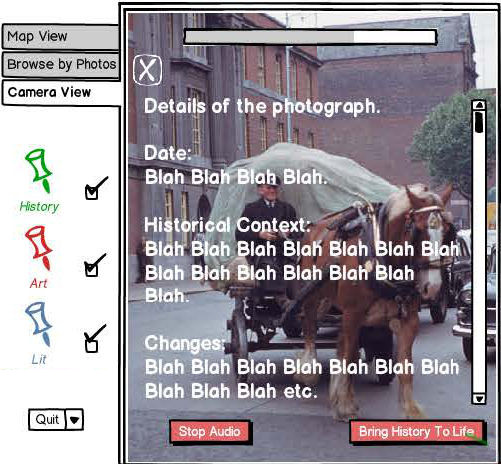 Map View
Browse by Photos
Camera View
History
Art
Lit
Quit
X
Details of the photograph.
Date:
Blah Blah Blah Blah.
Historical Context:
Blah Blah Blah Blah Blah Blah Blah
Blah Blah Blah Blah Blah Blah
Blah.
Changes:
Blah Blah Blah Blah Blah Blah Blah
Blah Blah Blah etc.
Stop Audio
Bring History To Life